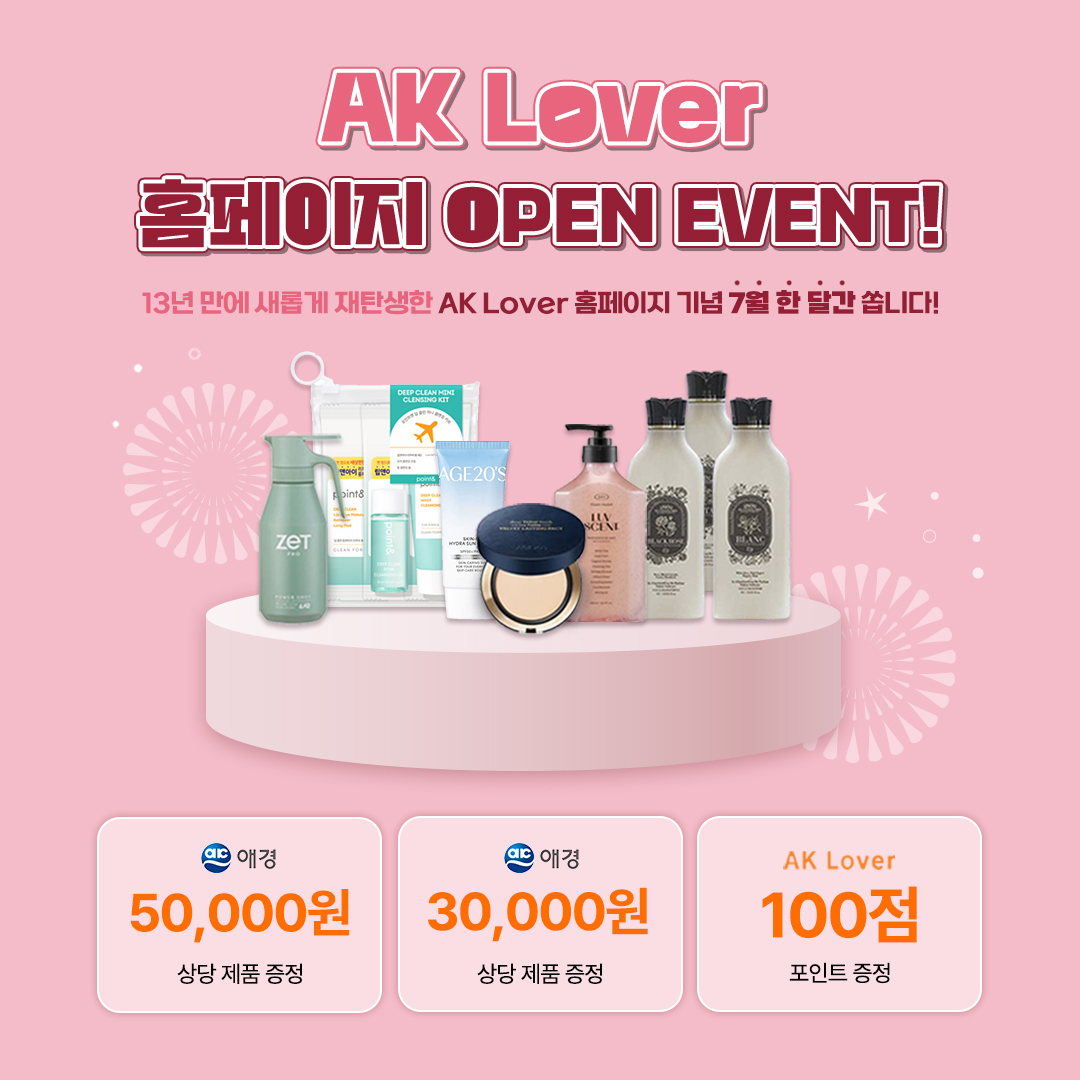 AK Lover
홈페이지 OPEN EVENT!
13년 만에 새롭게 재탄생한 AK Lover 홈페이지 기념 7월 한 달간 쏩니다!
DEEP CLEAN MINI
CLENSING KIT
ZET
PRO
point&
point&
AGE20'S
BLACKROSE
BLANC
애경
50,000원
상당 제품 증정
애경
30,000원
상당 제품 증정
AK Lover
100점
포인트 증정